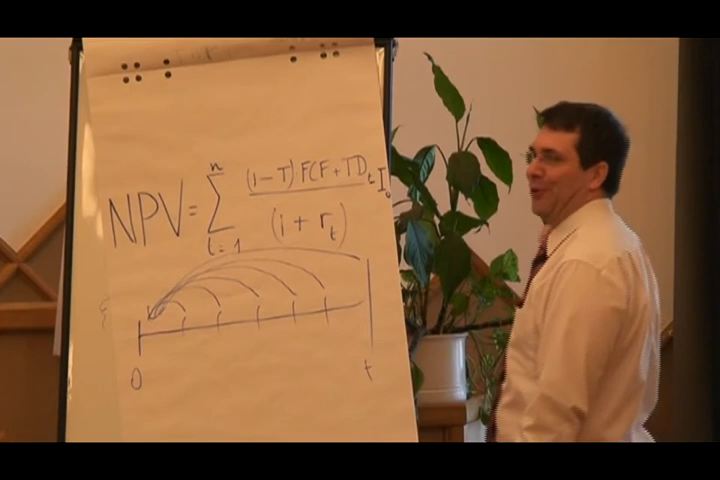 n
NPV = Σ (1-T)·FCF + TD_t I_0
(1 + r_t)
t=1
0 t